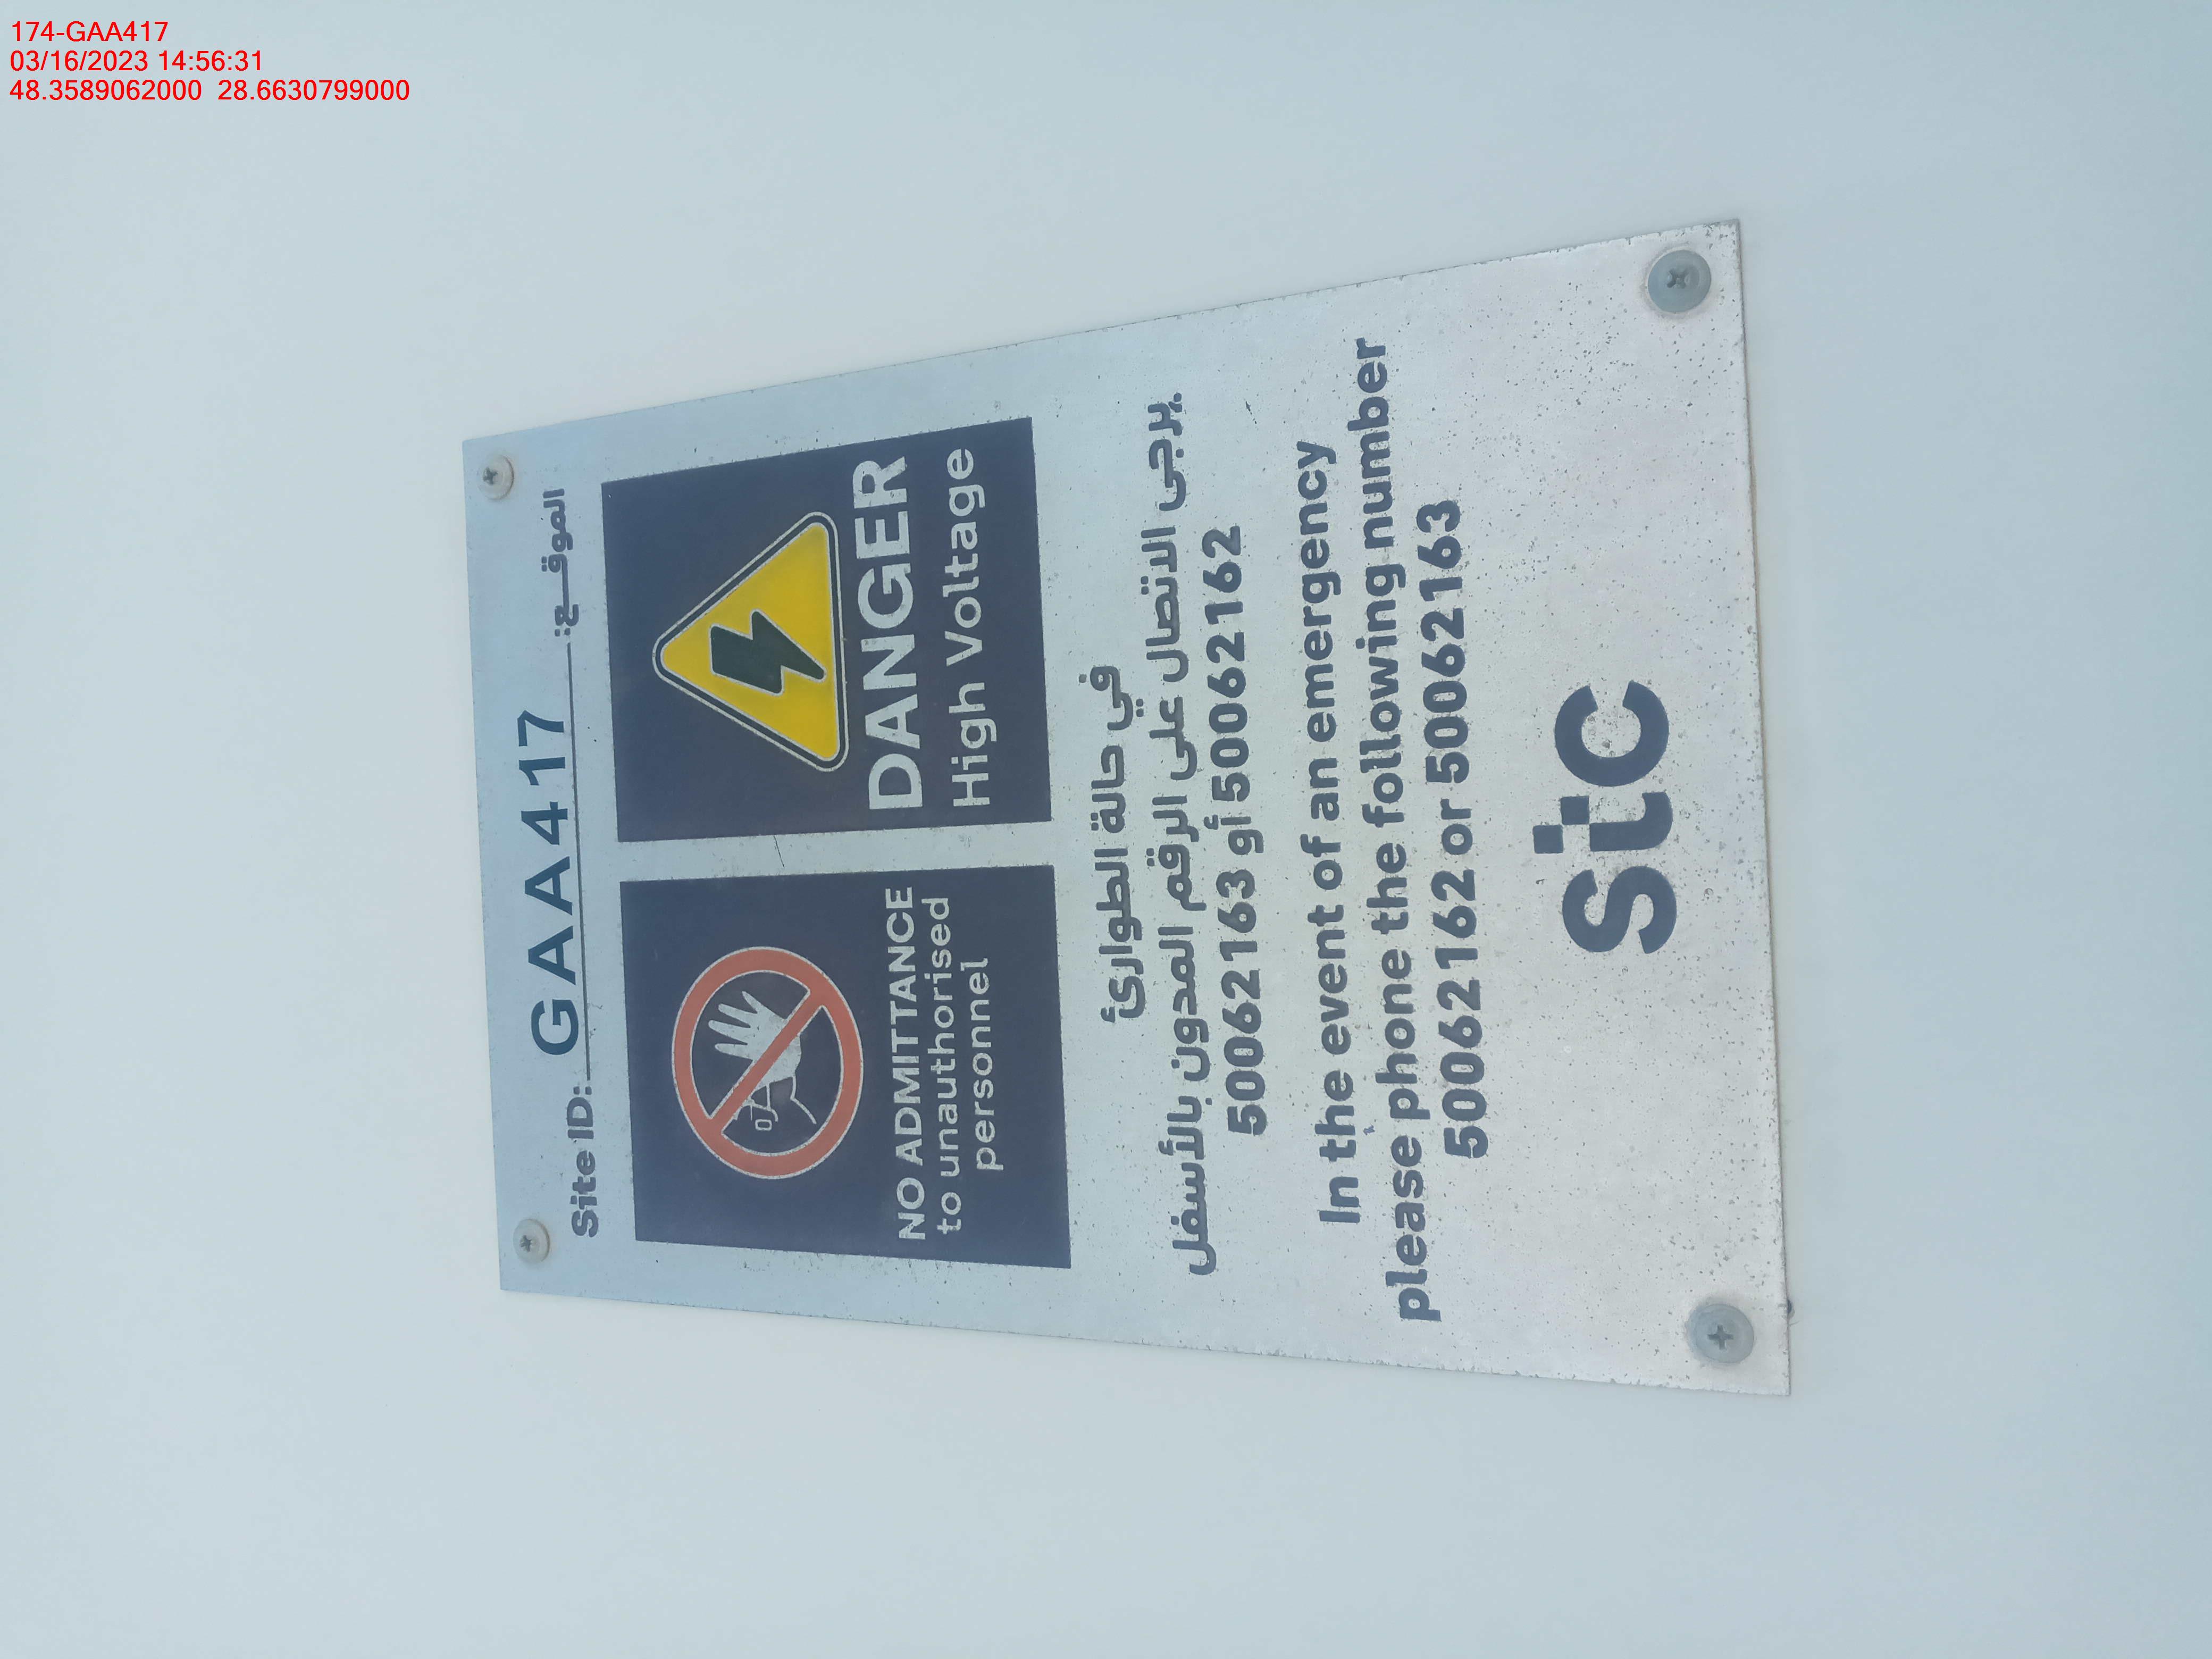 174-GAA417
03/16/2023 14:56:31
48.3589062000 28.6630799000
Site ID: GAA417 الموقـع:
NO ADMITTANCE
to unauthorised
personnel
DANGER
High Voltage
في حالة الطوارئ
يرجى الاتصال على الرقم المدون بالأسفل.
50062163 أو 50062162
In the event of an emergency
please phone the following number
50062162 or 50062163
stc